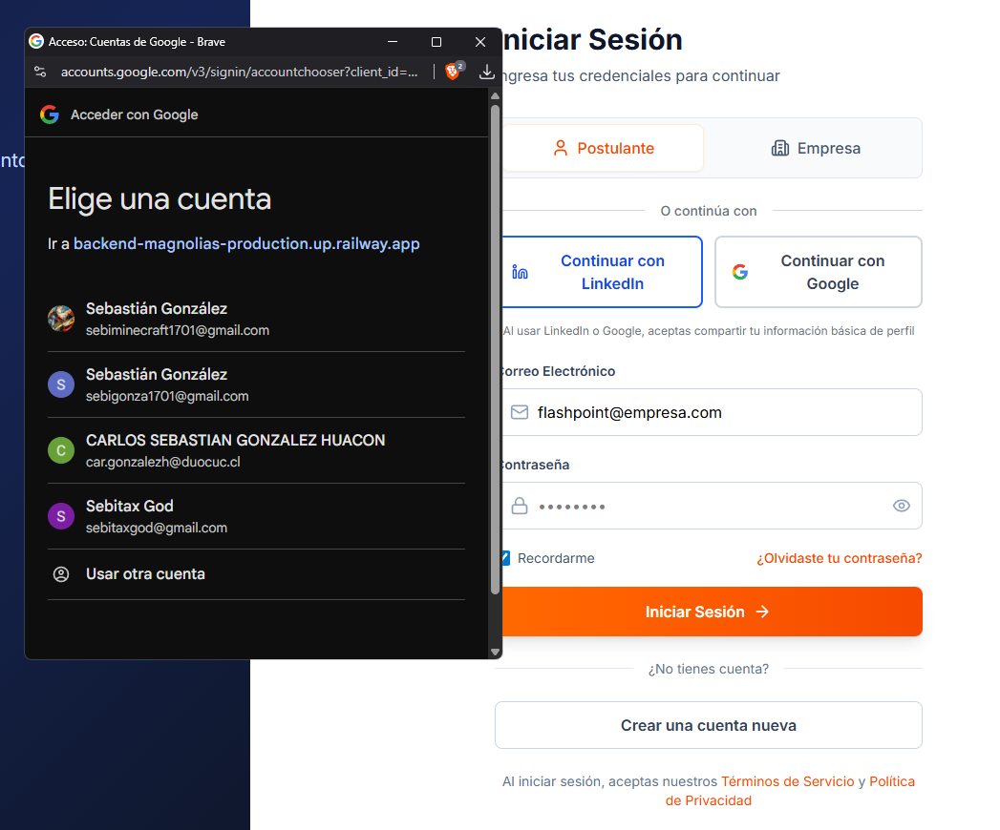 Acceso: Cuentas de Google - Brave
accounts.google.com/v3/signin/accountchooser?client_id=...
2
Acceder con Google
Elige una cuenta
Ir a backend-magnolias-production.up.railway.app
Sebastián González
sebiminecraft1701@gmail.com
S
Sebastián González
sebigonza1701@gmail.com
C
CARLOS SEBASTIAN GONZALEZ HUACON
car.gonzalezh@duocuc.cl
S
Sebitax God
sebitaxgod@gmail.com
Usar otra cuenta
niciar Sesión
ngresa tus credenciales para continuar
Postulante
Empresa
O continúa con
Continuar con
LinkedIn
Continuar con
Google
Al usar LinkedIn o Google, aceptas compartir tu información básica de perfil
Correo Electrónico
flashpoint@empresa.com
Contraseña
••••••••
Recordarme
¿Olvidaste tu contraseña?
Iniciar Sesión →
¿No tienes cuenta?
Crear una cuenta nueva
Al iniciar sesión, aceptas nuestros Términos de Servicio y Política
de Privacidad